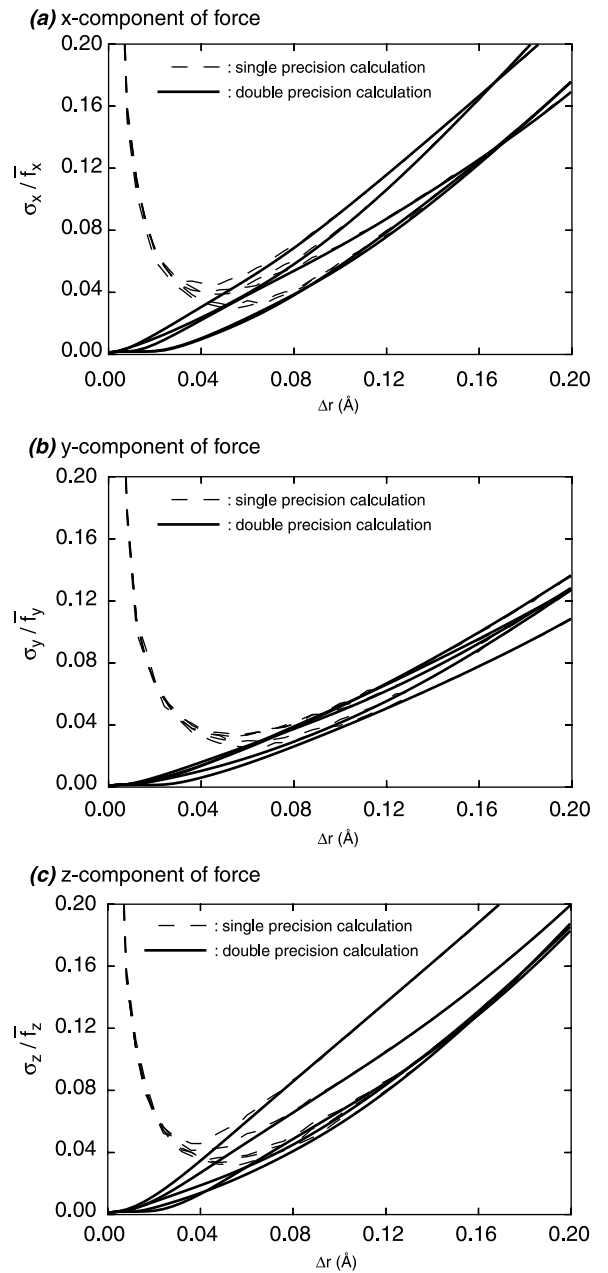 (a) x-component of force
0.20
0.16
0.12
0.08
0.04
0.00
σx / f̅x
: single precision calculation
: double precision calculation
0.00 0.04 0.08 0.12 0.16 0.20
Δr (Å)
(b) y-component of force
0.20
0.16
0.12
0.08
0.04
0.00
σy / f̅y
: single precision calculation
: double precision calculation
0.00 0.04 0.08 0.12 0.16 0.20
Δr (Å)
(c) z-component of force
0.20
0.16
0.12
0.08
0.04
0.00
σz / f̅z
: single precision calculation
: double precision calculation
0.00 0.04 0.08 0.12 0.16 0.20
Δr (Å)